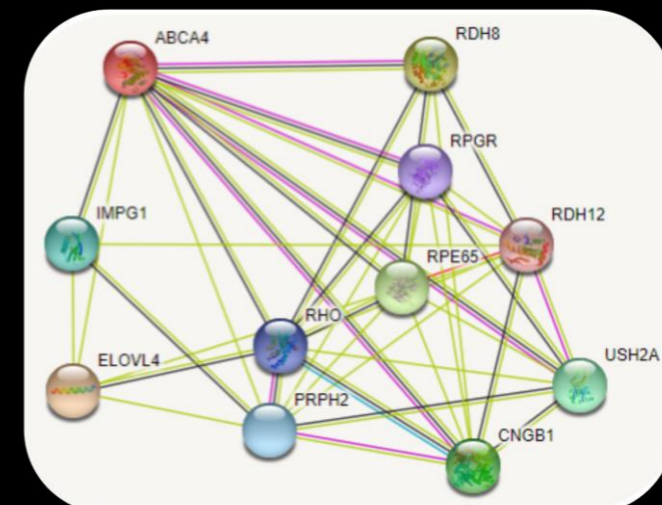 ABCA4
RDH8
RPGR
IMPG1
RDH12
RPE65
RHO
ELOVL4
USH2A
PRPH2
CNGB1